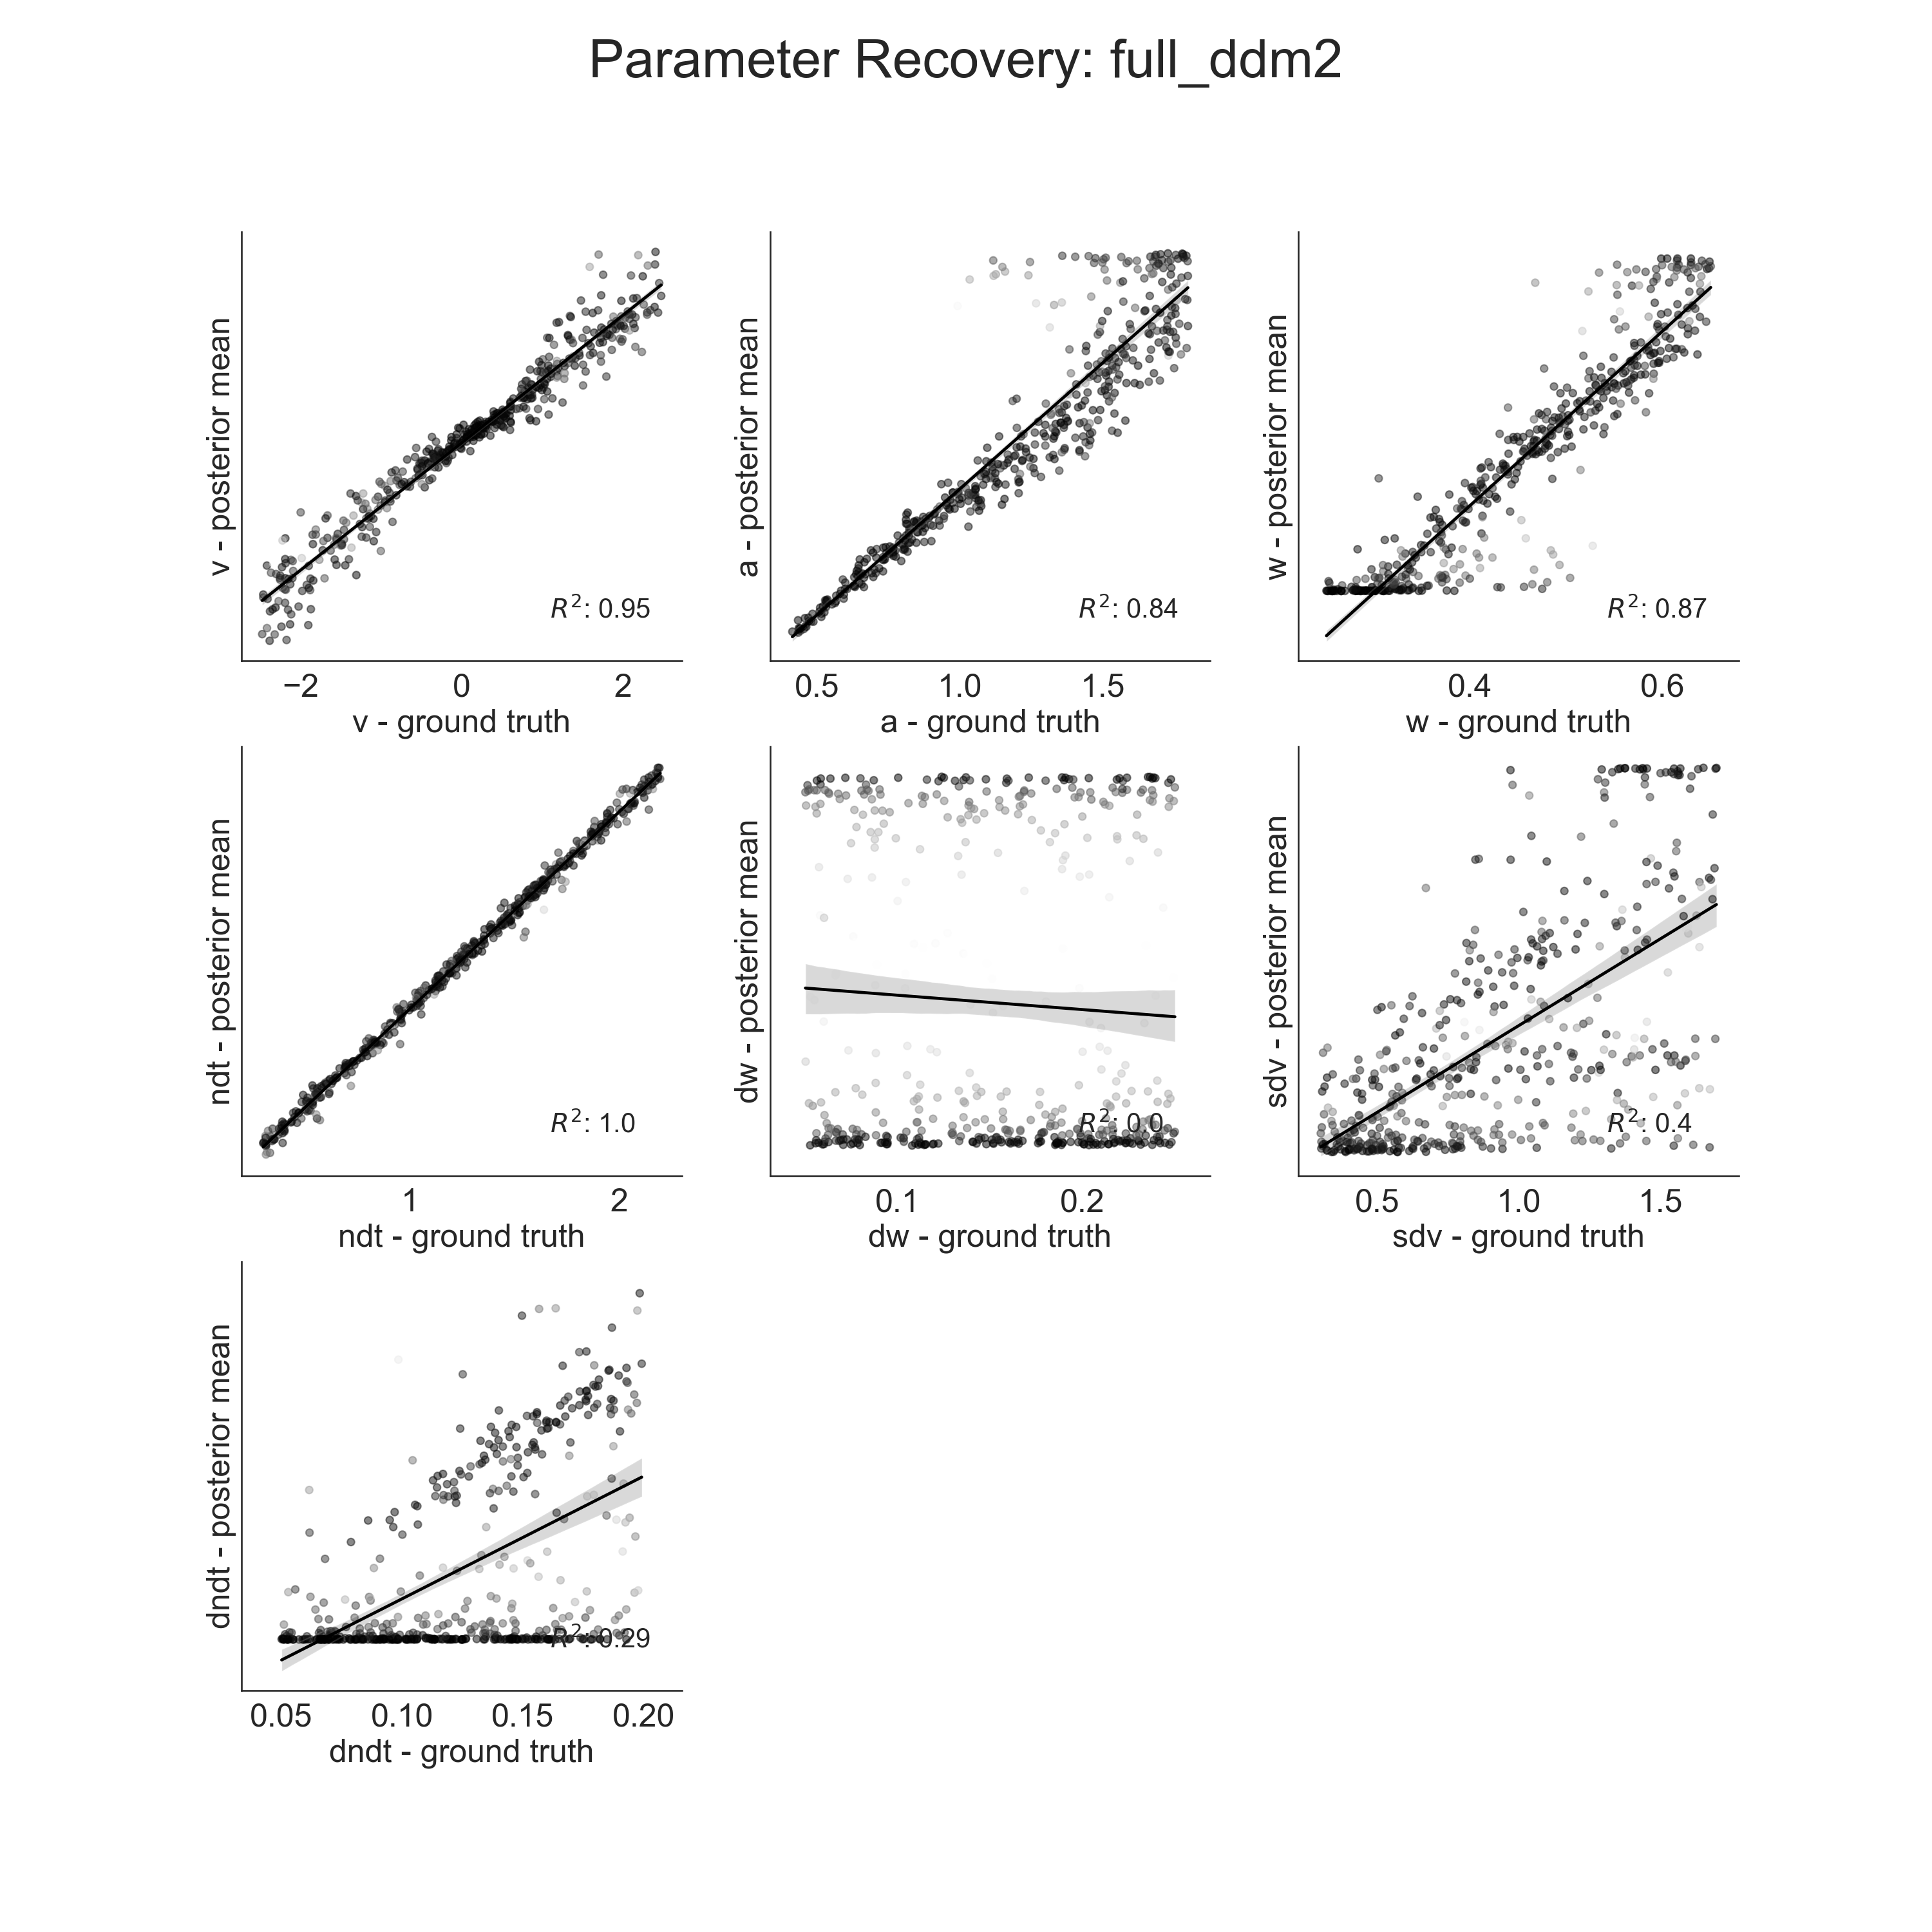 Parameter Recovery: full_ddm2
v - posterior mean
R²: 0.95
−2 0 2
v - ground truth
a - posterior mean
R²: 0.84
0.5 1.0 1.5
a - ground truth
w - posterior mean
R²: 0.87
0.4 0.6
w - ground truth
ndt - posterior mean
R²: 1.0
1 2
ndt - ground truth
dw - posterior mean
R²: 0.0
0.1 0.2
dw - ground truth
sdv - posterior mean
R²: 0.4
0.5 1.0 1.5
sdv - ground truth
dndt - posterior mean
R²: 0.29
0.05 0.10 0.15 0.20
dndt - ground truth